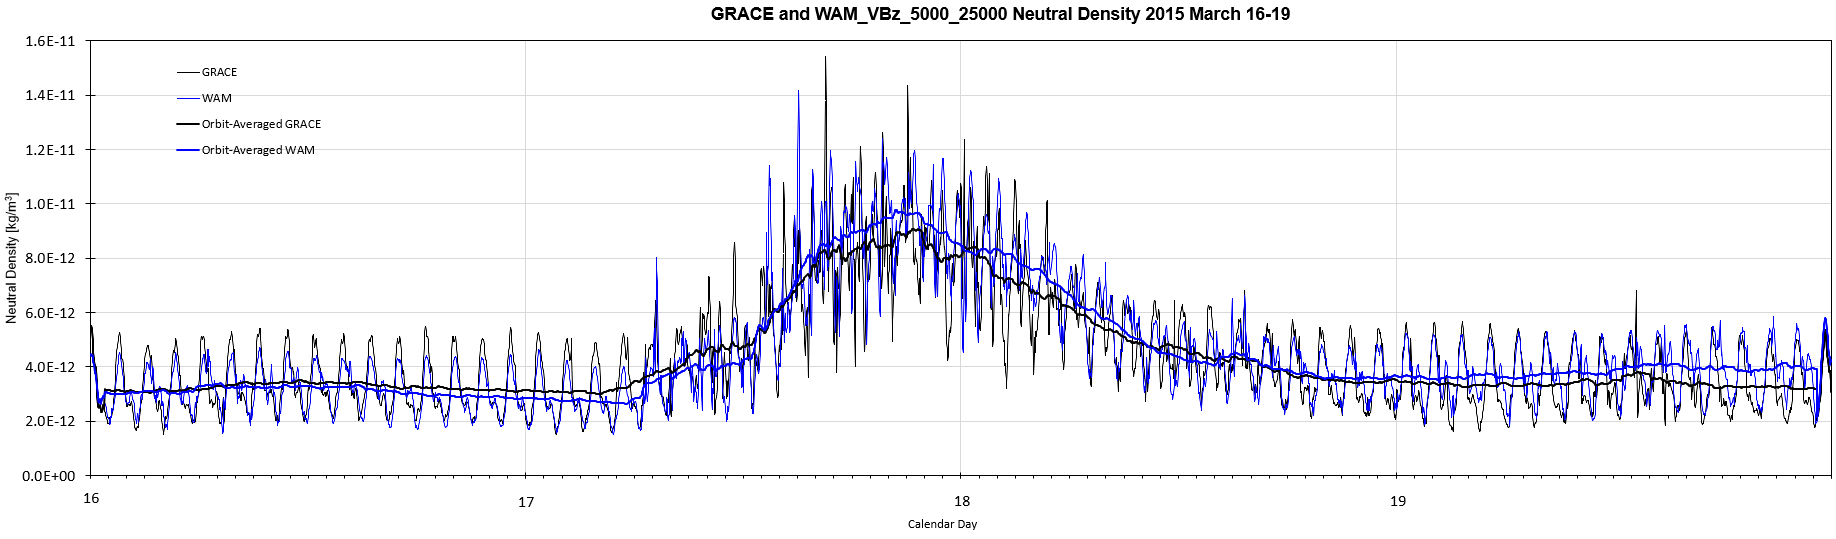 GRACE and WAM_VBz_5000_25000 Neutral Density 2015 March 16-19
1.6E-11
GRACE
1.4E-11
WAM
Orbit-Averaged GRACE
1.2E-11
Orbit-Averaged WAM
1.0E-11
Neutral Density [kg/m³]
8.0E-12
6.0E-12
4.0E-12
2.0E-12
0.0E+00
16 17 18 19
Calendar Day